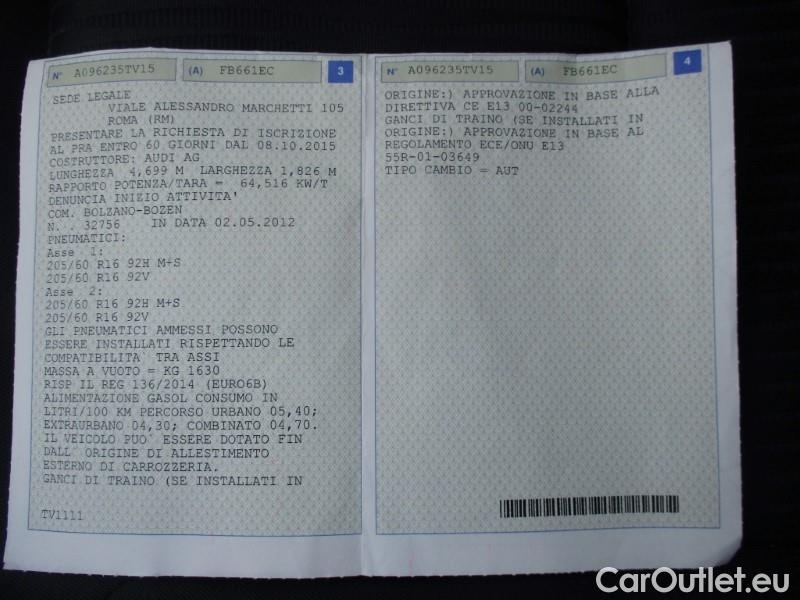 N° A096235TV15 (A) FB661EC 3
SEDE LEGALE
VIALE ALESSANDRO MARCHETTI 105
ROMA (RM)
PRESENTARE LA RICHIESTA DI ISCRIZIONE
AL PRA ENTRO 60 GIORNI DAL 08.10.2015
COSTRUTTORE: AUDI AG
LUNGHEZZA 4,699 M LARGHEZZA 1,826 M
RAPPORTO POTENZA/TARA = 64,516 KW/T
DENUNCIA INIZIO ATTIVITA'
COM. BOLZANO-BOZEN
N. . 32756 IN DATA 02.05.2012
PNEUMATICI:
Asse 1:
205/60 R16 92H M+S
205/60 R16 92V
Asse 2:
205/60 R16 92H M+S
205/60 R16 92V
GLI PNEUMATICI AMMESSI POSSONO
ESSERE INSTALLATI RISPETTANDO LE
COMPATIBILITA` TRA ASSI
MASSA A VUOTO = KG 1630
RISP IL REG 136/2014 (EURO6B)
ALIMENTAZIONE GASOL CONSUMO IN
LITRI/100 KM PERCORSO URBANO 05,40;
EXTRAURBANO 04,30; COMBINATO 04,70.
IL VEICOLO PUO` ESSERE DOTATO FIN
DALL`ORIGINE DI ALLESTIMENTO
ESTERNO DI CARROZZERIA.
GANCI DI TRAINO (SE INSTALLATI IN
TV1111
N° A096235TV15 (A) FB661EC 4
ORIGINE:) APPROVAZIONE IN BASE ALLA
DIRETTIVA CE E13 00-02244
GANCI DI TRAINO (SE INSTALLATI IN
ORIGINE:) APPROVAZIONE IN BASE AL
REGOLAMENTO ECE/ONU E13
55R-01-03649
TIPO CAMBIO = AUT
CarOutlet.eu